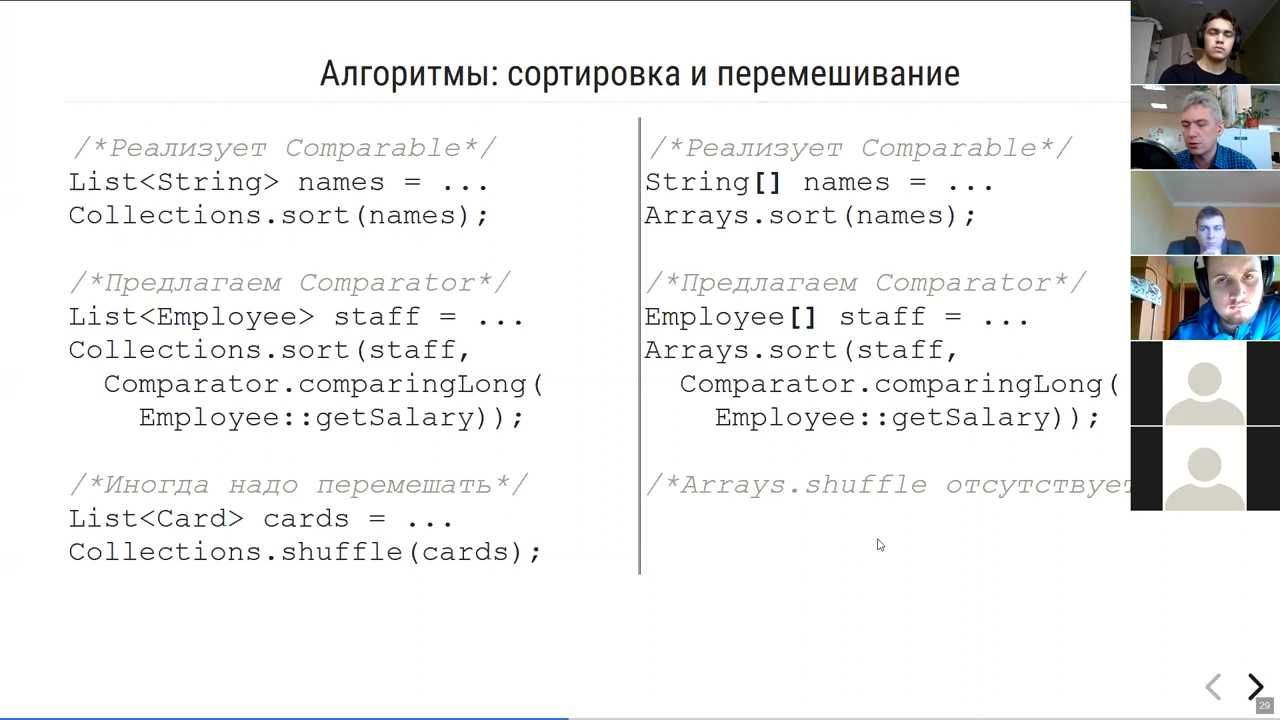 Алгоритмы: сортировка и перемешивание
/*Реализует Comparable*/
List<String> names = ...
Collections.sort(names);
/*Предлагаем Comparator*/
List<Employee> staff = ...
Collections.sort(staff,
Comparator.comparingLong(
Employee::getSalary));
/*Иногда надо перемешать*/
List<Card> cards = ...
Collections.shuffle(cards);
/*Реализует Comparable*/
String[] names = ...
Arrays.sort(names);
/*Предлагаем Comparator*/
Employee[] staff = ...
Arrays.sort(staff,
Comparator.comparingLong(
Employee::getSalary));
/*Arrays.shuffle отсутствует
29